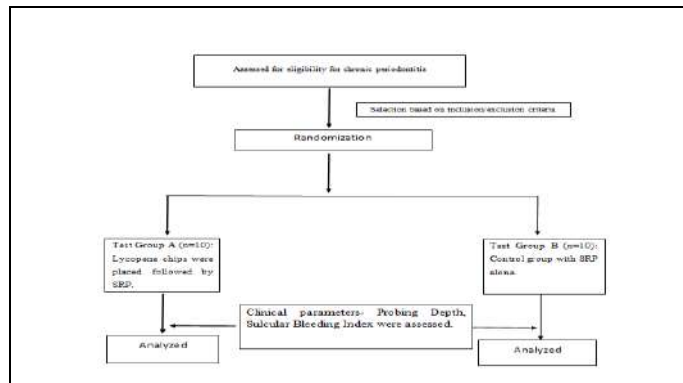 Assessed for eligibility for chronic periodontitis
Selection based on inclusion/exclusion criteria
Randomization
Test Group A (n=10):
Lycopene chips were
placed followed by
SRP.
Test Group B (n=10):
Control group with SRP
alone.
Clinical parameters- Probing Depth,
Sulcular Bleeding Index were assessed.
Analyzed
Analyzed